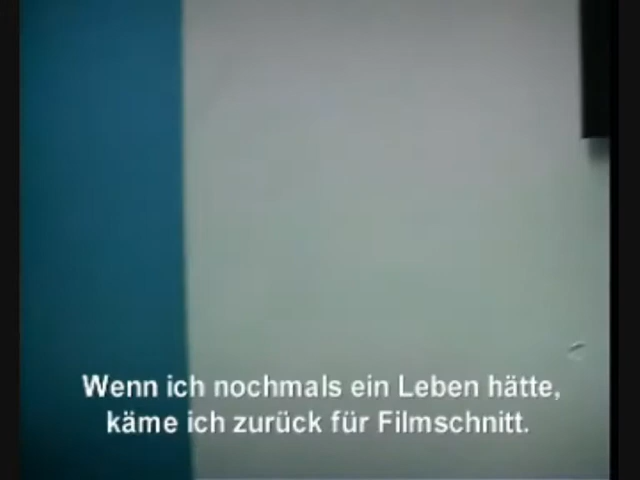 Wenn ich nochmals ein Leben hätte,
käme ich zurück für Filmschnitt.